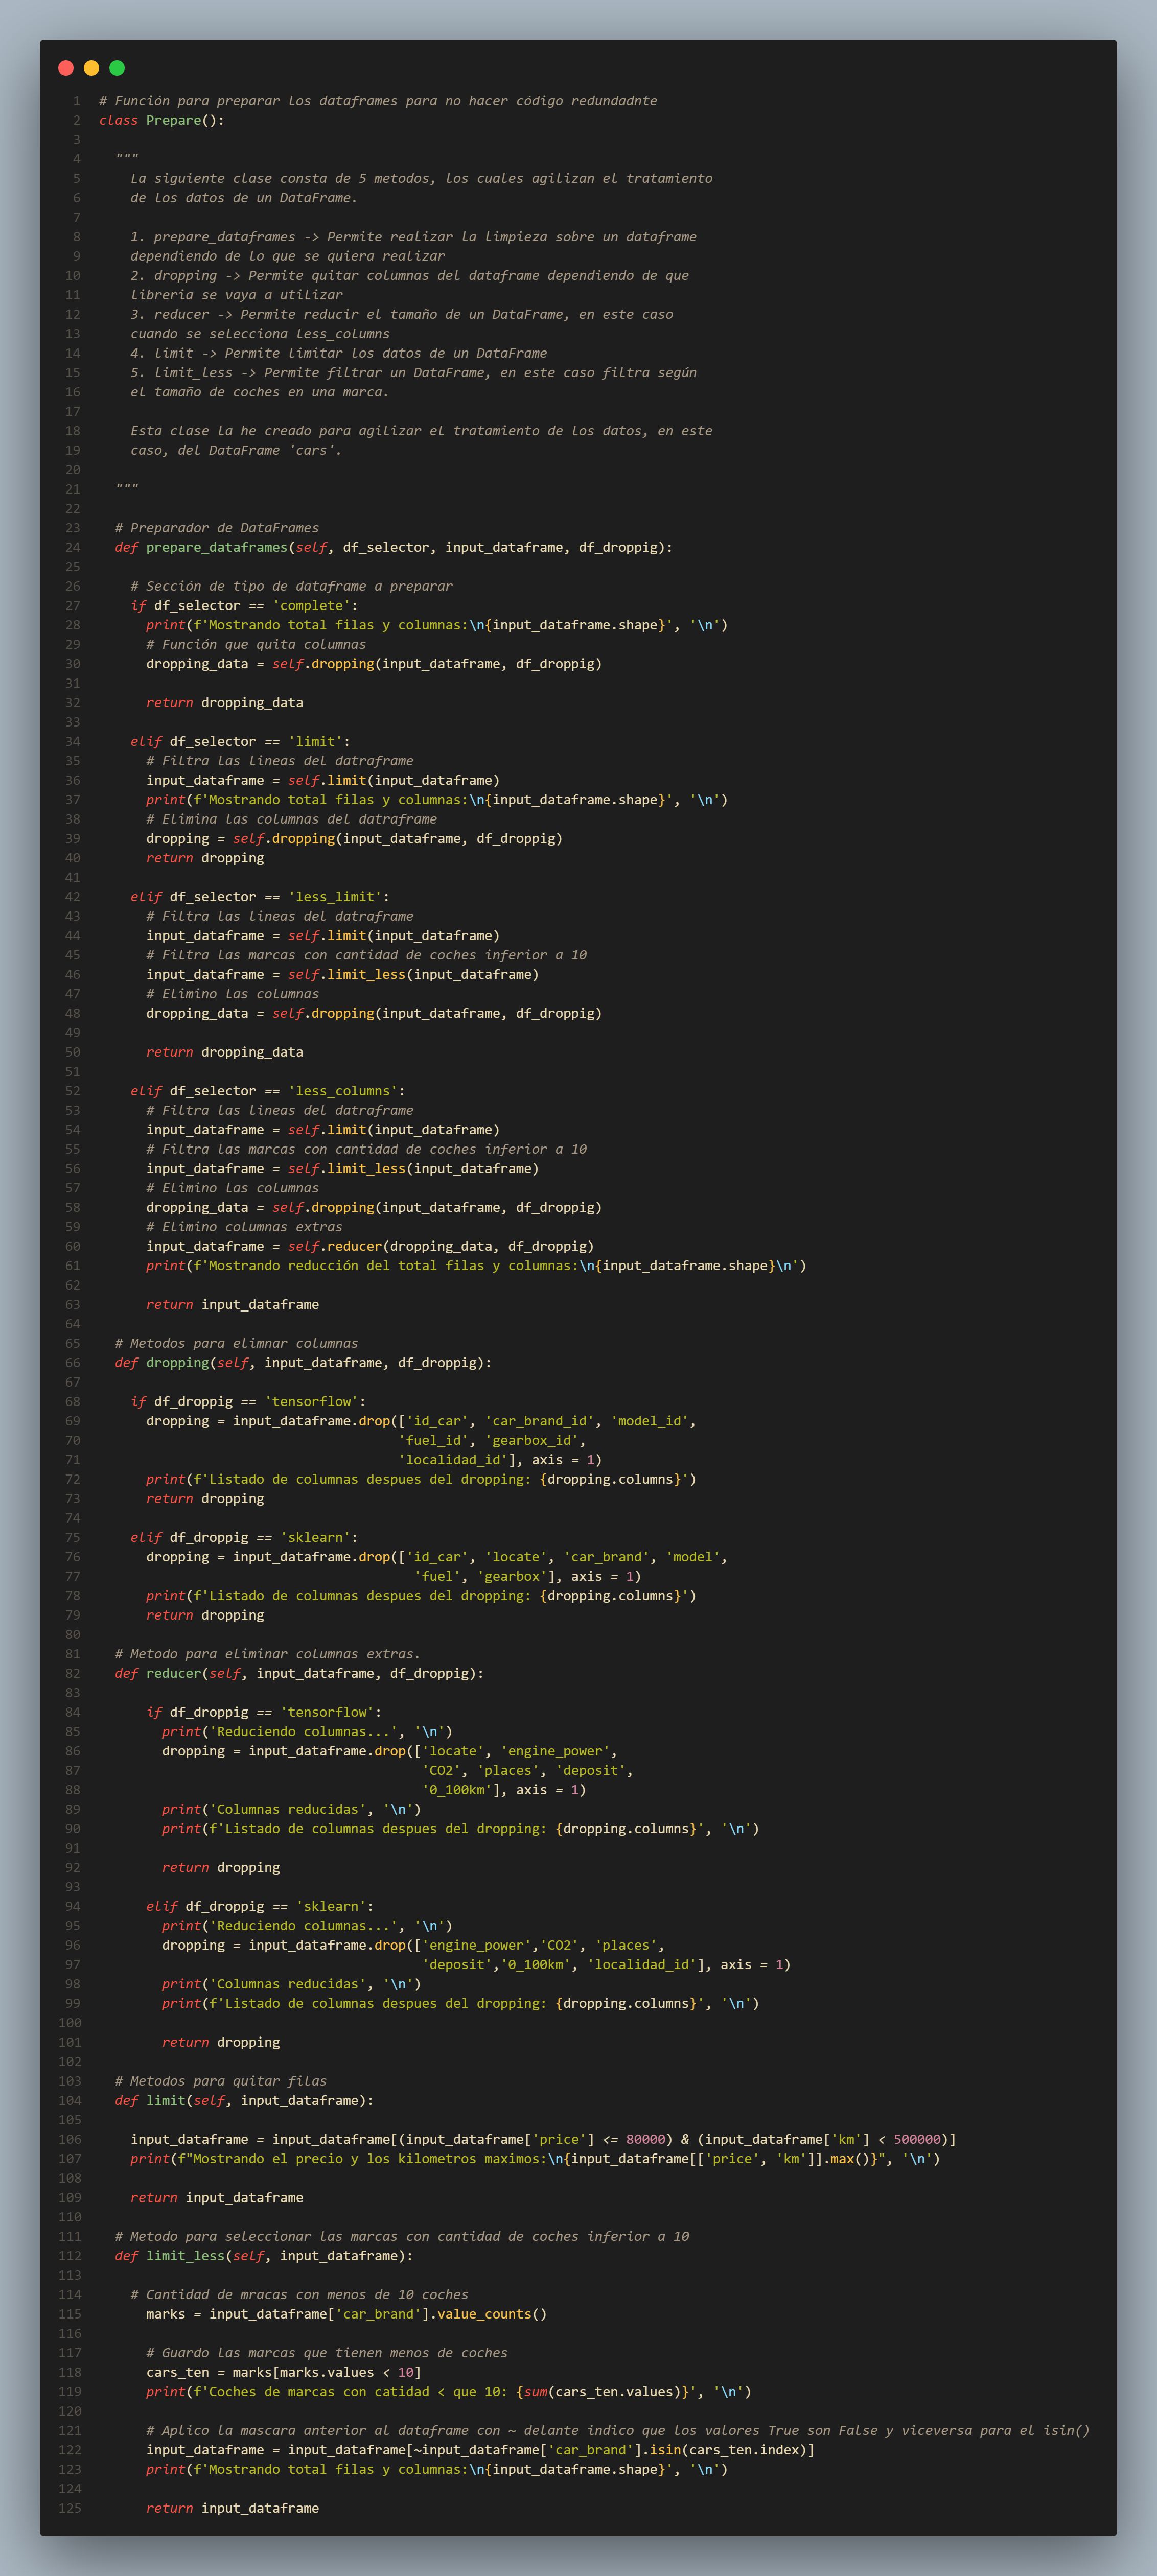 1 # Función para preparar los dataframes para no hacer código redundadnte
2 class Prepare():
3
4   """
5     La siguiente clase consta de 5 metodos, los cuales agilizan el tratamiento
6     de los datos de un DataFrame.
7
8     1. prepare_dataframes -> Permite realizar la limpieza sobre un dataframe
9     dependiendo de lo que se quiera realizar
10     2. dropping -> Permite quitar columnas del dataframe dependiendo de que
11     libreria se vaya a utilizar
12     3. reducer -> Permite reducir el tamaño de un DataFrame, en este caso
13     cuando se selecciona less_columns
14     4. limit -> Permite limitar los datos de un DataFrame
15     5. limit_less -> Permite filtrar un DataFrame, en este caso filtra según
16     el tamaño de coches en una marca.
17
18     Esta clase la he creado para agilizar el tratamiento de los datos, en este
19     caso, del DataFrame 'cars'.
20
21   """
22
23   # Preparador de DataFrames
24   def prepare_dataframes(self, df_selector, input_dataframe, df_droppig):
25
26     # Sección de tipo de dataframe a preparar
27     if df_selector == 'complete':
28       print(f'Mostrando total filas y columnas:\n{input_dataframe.shape}', '\n')
29       # Función que quita columnas
30       dropping_data = self.dropping(input_dataframe, df_droppig)
31
32       return dropping_data
33
34     elif df_selector == 'limit':
35       # Filtra las lineas del datraframe
36       input_dataframe = self.limit(input_dataframe)
37       print(f'Mostrando total filas y columnas:\n{input_dataframe.shape}', '\n')
38       # Elimina las columnas del datraframe
39       dropping = self.dropping(input_dataframe, df_droppig)
40       return dropping
41
42     elif df_selector == 'less_limit':
43       # Filtra las lineas del datraframe
44       input_dataframe = self.limit(input_dataframe)
45       # Filtra las marcas con cantidad de coches inferior a 10
46       input_dataframe = self.limit_less(input_dataframe)
47       # Elimino las columnas
48       dropping_data = self.dropping(input_dataframe, df_droppig)
49
50       return dropping_data
51
52     elif df_selector == 'less_columns':
53       # Filtra las lineas del datraframe
54       input_dataframe = self.limit(input_dataframe)
55       # Filtra las marcas con cantidad de coches inferior a 10
56       input_dataframe = self.limit_less(input_dataframe)
57       # Elimino las columnas
58       dropping_data = self.dropping(input_dataframe, df_droppig)
59       # Elimino columnas extras
60       input_dataframe = self.reducer(dropping_data, df_droppig)
61       print(f'Mostrando reducción del total filas y columnas:\n{input_dataframe.shape}\n')
62
63       return input_dataframe
64
65   # Metodos para elimnar columnas
66   def dropping(self, input_dataframe, df_droppig):
67
68     if df_droppig == 'tensorflow':
69       dropping = input_dataframe.drop(['id_car', 'car_brand_id', 'model_id',
70                                       'fuel_id', 'gearbox_id',
71                                       'localidad_id'], axis = 1)
72       print(f'Listado de columnas despues del dropping: {dropping.columns}')
73       return dropping
74
75     elif df_droppig == 'sklearn':
76       dropping = input_dataframe.drop(['id_car', 'locate', 'car_brand', 'model',
77                                         'fuel', 'gearbox'], axis = 1)
78       print(f'Listado de columnas despues del dropping: {dropping.columns}')
79       return dropping
80
81   # Metodo para eliminar columnas extras.
82   def reducer(self, input_dataframe, df_droppig):
83
84       if df_droppig == 'tensorflow':
85         print('Reduciendo columnas...', '\n')
86         dropping = input_dataframe.drop(['locate', 'engine_power',
87                                          'CO2', 'places', 'deposit',
88                                          '0_100km'], axis = 1)
89         print('Columnas reducidas', '\n')
90         print(f'Listado de columnas despues del dropping: {dropping.columns}', '\n')
91
92         return dropping
93
94       elif df_droppig == 'sklearn':
95         print('Reduciendo columnas...', '\n')
96         dropping = input_dataframe.drop(['engine_power','CO2', 'places',
97                                          'deposit','0_100km', 'localidad_id'], axis = 1)
98         print('Columnas reducidas', '\n')
99         print(f'Listado de columnas despues del dropping: {dropping.columns}', '\n')
100
101         return dropping
102
103   # Metodos para quitar filas
104   def limit(self, input_dataframe):
105
106     input_dataframe = input_dataframe[(input_dataframe['price'] <= 80000) & (input_dataframe['km'] < 500000)]
107     print(f"Mostrando el precio y los kilometros maximos:\n{input_dataframe[['price', 'km']].max()}", '\n')
108
109     return input_dataframe
110
111   # Metodo para seleccionar las marcas con cantidad de coches inferior a 10
112   def limit_less(self, input_dataframe):
113
114     # Cantidad de mracas con menos de 10 coches
115       marks = input_dataframe['car_brand'].value_counts()
116
117       # Guardo las marcas que tienen menos de coches
118       cars_ten = marks[marks.values < 10]
119       print(f'Coches de marcas con catidad < que 10: {sum(cars_ten.values)}', '\n')
120
121       # Aplico la mascara anterior al dataframe con ~ delante indico que los valores True son False y viceversa para el isin()
122       input_dataframe = input_dataframe[~input_dataframe['car_brand'].isin(cars_ten.index)]
123       print(f'Mostrando total filas y columnas:\n{input_dataframe.shape}', '\n')
124
125       return input_dataframe